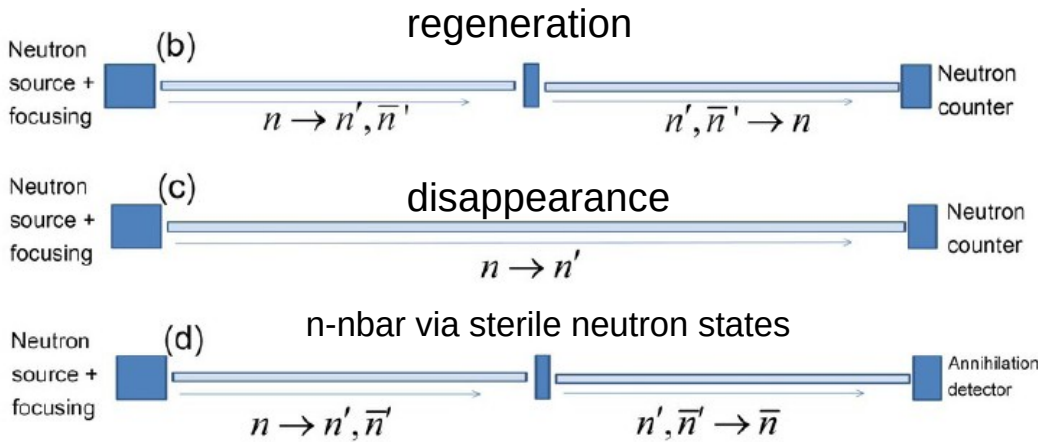 regeneration
(b)
Neutron
source +
focusing
n → n′, n̅ '
n′, n̅ ' → n
Neutron
counter
(c)
disappearance
Neutron
source +
focusing
n → n′
Neutron
counter
n-nbar via sterile neutron states
(d)
Neutron
source +
focusing
n → n′, n̅′
n′, n̅′ → n̅
Annihilation
detector